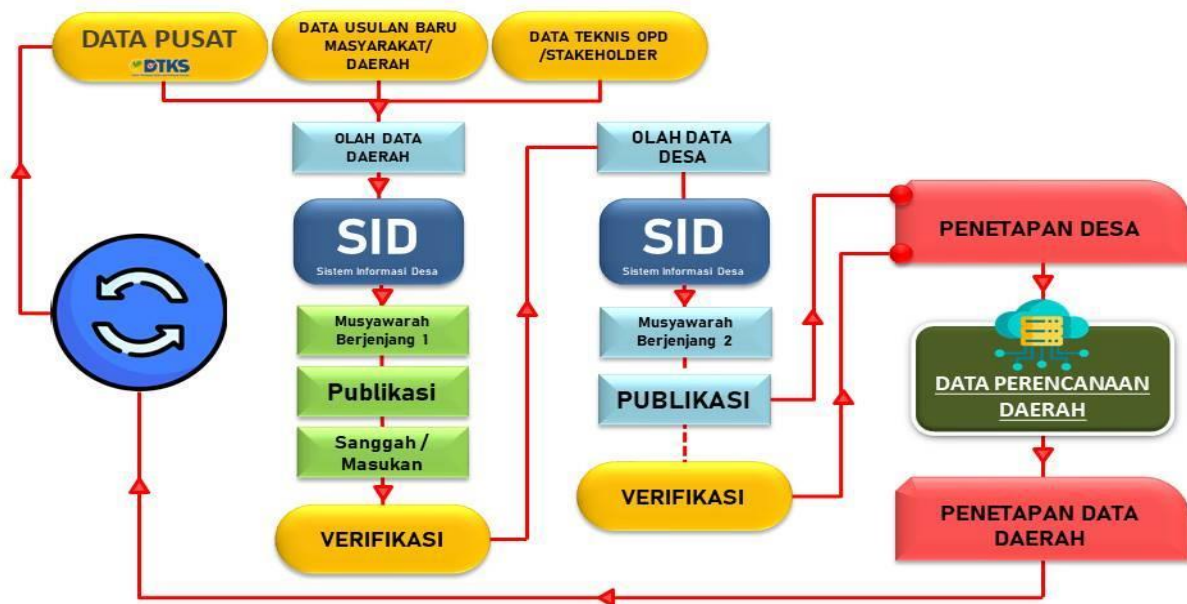 DATA PUSAT
DTKS
DATA USULAN BARU
MASYARAKAT/
DAERAH
DATA TEKNIS OPD
/STAKEHOLDER
OLAH DATA
DAERAH
SID
Sistem Informasi Desa
Musyawarah
Berjenjang 1
Publikasi
Sanggah /
Masukan
VERIFIKASI
OLAH DATA
DESA
SID
Sistem Informasi Desa
Musyawarah
Berjenjang 2
PUBLIKASI
VERIFIKASI
PENETAPAN DESA
DATA PERENCANAAN
DAERAH
PENETAPAN DATA
DAERAH